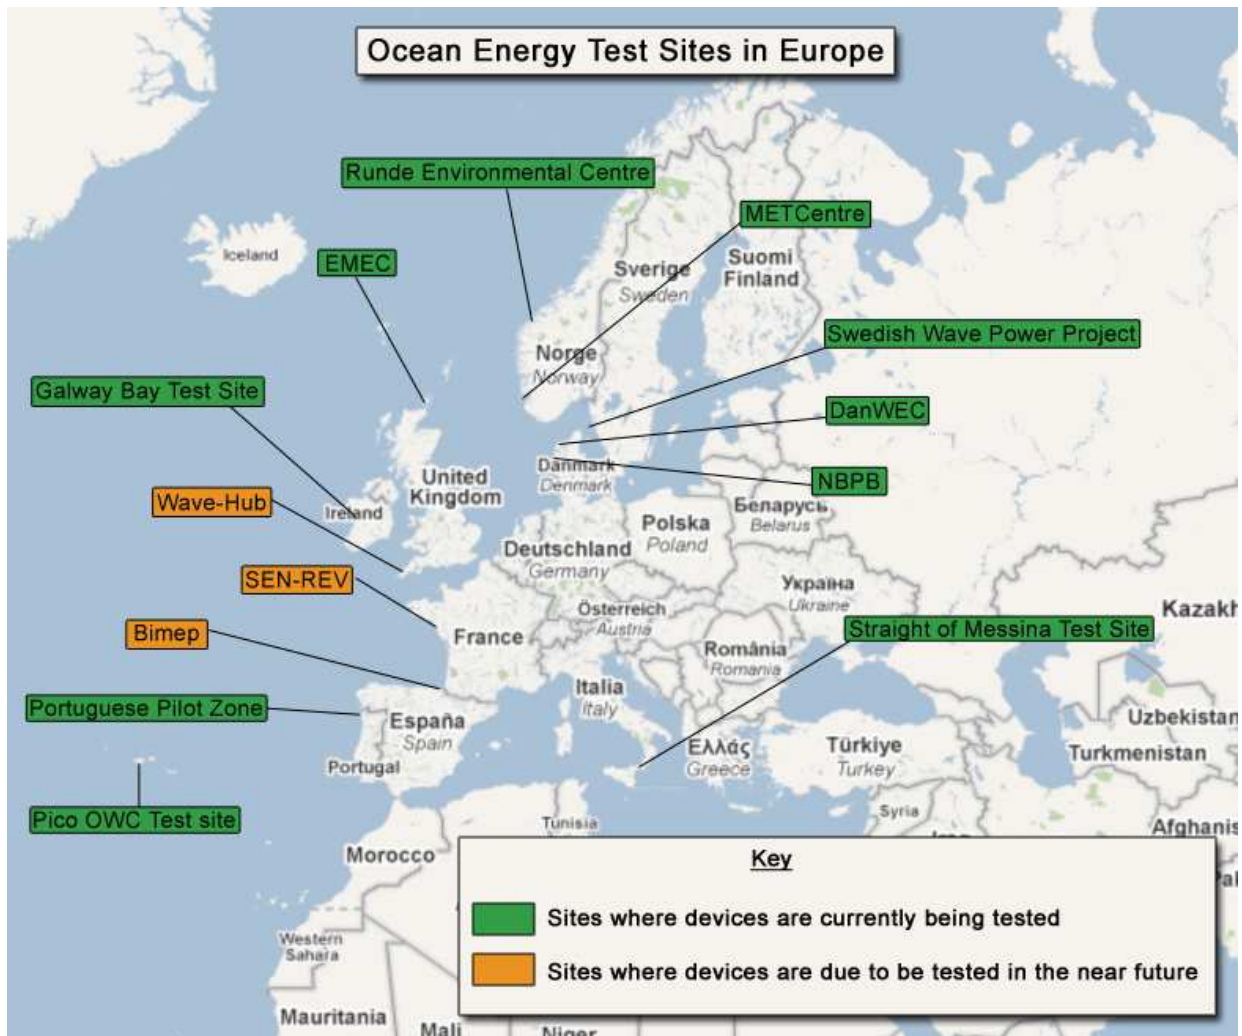 Ocean Energy Test Sites in Europe
Runde Environmental Centre
METCentre
Iceland
EMEC
Sverige
Sweden
Suomi
Finland
Swedish Wave Power Project
Norge
Norway
Galway Bay Test Site
DanWEC
Danmark
Denmark
United
Kingdom
NBPB
Wave-Hub
Ireland
Беларусь
Belarus
Polska
Poland
Deutschland
Germany
SEN-REV
Україна
Ukraine
Österreich
Austria
Kazakh
Bimep
France
Straight of Messina Test Site
România
Romania
Italia
Italy
Portuguese Pilot Zone
España
Spain
Uzbekistan
Ελλάς
Greece
Türkiye
Turkey
Turkmenistan
Portugal
Pico OWC Test site
Syria
Tunisia
Afghanis
Morocco
Key
Sites where devices are currently being tested
Western
Sahara
Sites where devices are due to be tested in the near future
Mauritania
Mali
Niger